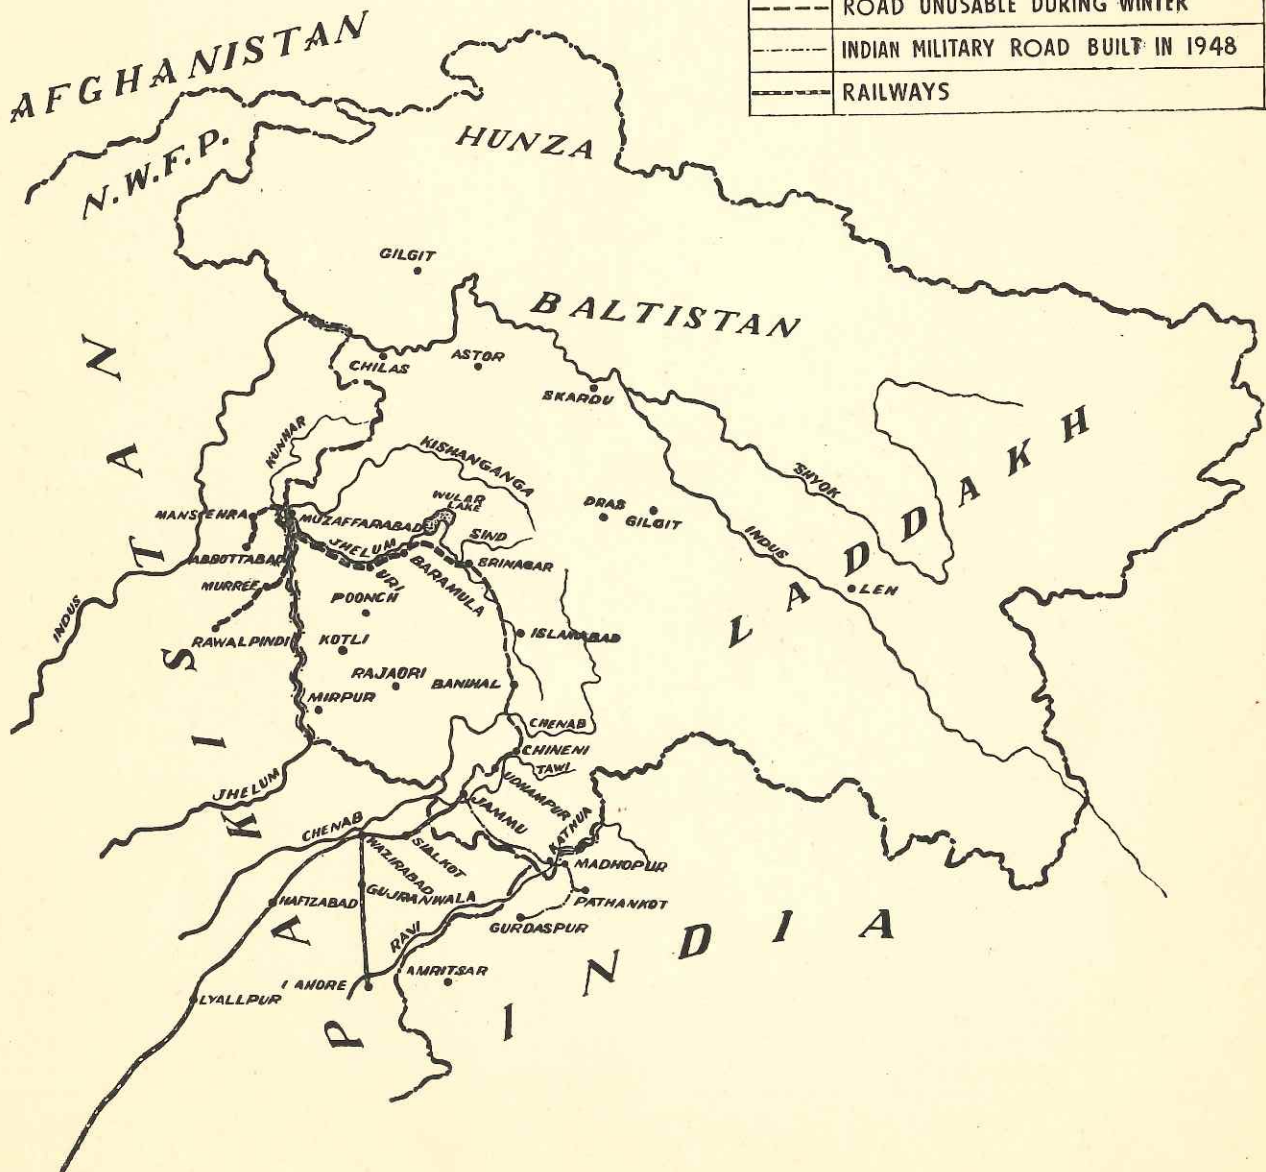 ROAD UNUSABLE DURING WINTER
INDIAN MILITARY ROAD BUILT IN 1948
RAILWAYS
AFGHANISTAN
N.W.F.P.
HUNZA
GILGIT
BALTISTAN
CHILAS
ASTOR
SKARDU
KUNHAR
KISHANGANGA
SHYOK
LADDAKH
WULAR
LAKE
DRAS
GILGIT
MANSEHRA
MUZAFFARABAD
JHELUM
SIND
INDUS
ABBOTTABAD
URI
BARAMULA
SRINAGAR
MURREE
POONCH
LEN
INDUS
RAWALPINDI
KOTLI
ISLAMABAD
RAJAORI
BANIHAL
MIRPUR
CHENAB
CHINENI
TAWI
JHELUM
UDHAMPUR
JAMMU
KATHUA
CHENAB
SIALKOT
WAZIRABAD
MADHOPUR
GUJRANWALA
HAFIZABAD
PATHANKOT
GURDASPUR
RAVI
AMRITSAR
LAHORE
LYALLPUR
PAKISTAN
INDIA